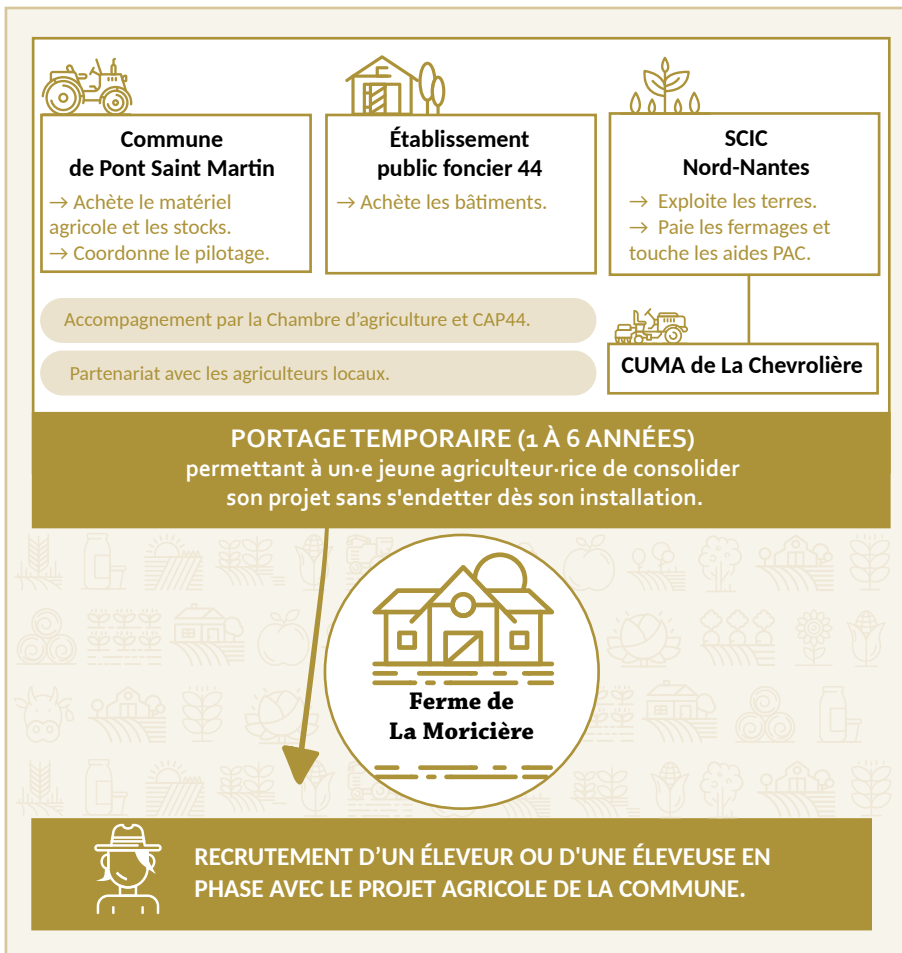 Commune
de Pont Saint Martin
→ Achète le matériel
agricole et les stocks.
→ Coordonne le pilotage.
Établissement
public foncier 44
→ Achète les bâtiments.
SCIC
Nord-Nantes
→ Exploite les terres.
→ Paie les fermages et
touche les aides PAC.
Accompagnement par la Chambre d’agriculture et CAP44.
Partenariat avec les agriculteurs locaux.
CUMA de La Chevrolière
PORTAGE TEMPORAIRE (1 À 6 ANNÉES)
permettant à un·e jeune agriculteur·rice de consolider
son projet sans s'endetter dès son installation.
Ferme de
La Moricière
RECRUTEMENT D’UN ÉLEVEUR OU D'UNE ÉLEVEUSE EN
PHASE AVEC LE PROJET AGRICOLE DE LA COMMUNE.